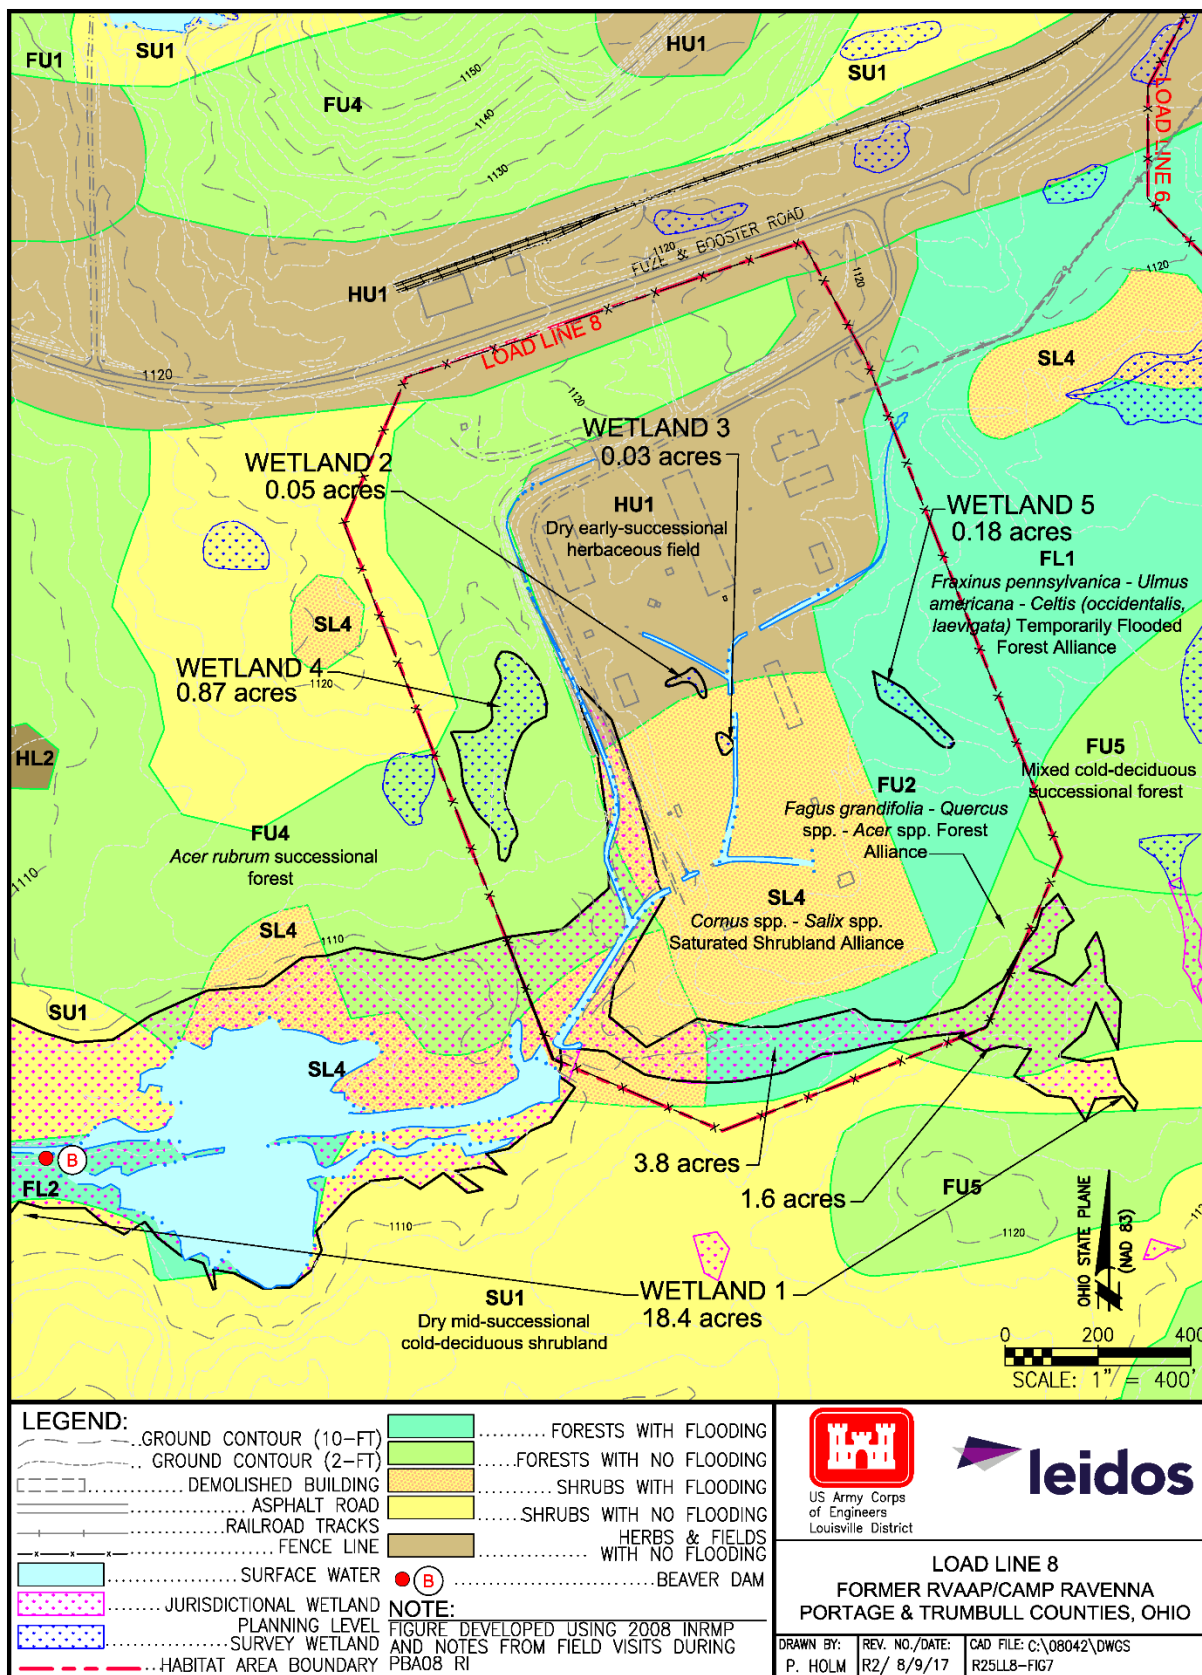 FU1
SU1
HU1
SU1
FU4
1150
1140
1130
LOAD LINE 6
1120
FUZE & BOOSTER ROAD
HU1
1120
1120
LOAD LINE 8
1120
1120
SL4
WETLAND 3
0.03 acres
WETLAND 2
0.05 acres
HU1
Dry early-successional
herbaceous field
WETLAND 5
0.18 acres
FL1
Fraxinus pennsylvanica - Ulmus
americana - Celtis (occidentalis,
laevigata) Temporarily Flooded
Forest Alliance
SL4
WETLAND 4
0.87 acres
1120
HL2
FU5
Mixed cold-deciduous
successional forest
FU2
Fagus grandifolia - Quercus
spp. - Acer spp. Forest
Alliance
FU4
Acer rubrum successional
forest
1110
SL4
Cornus spp. - Salix spp.
Saturated Shrubland Alliance
SL4
1110
SU1
SL4
B
FL2
3.8 acres
1.6 acres
FU5
1120
1110
WETLAND 1
18.4 acres
SU1
Dry mid-successional
cold-deciduous shrubland
OHIO STATE PLANE
(NAD 83)
0 200 400
SCALE: 1" = 400'
LEGEND:
GROUND CONTOUR (10-FT)
GROUND CONTOUR (2-FT)
DEMOLISHED BUILDING
ASPHALT ROAD
RAILROAD TRACKS
FENCE LINE
SURFACE WATER
JURISDICTIONAL WETLAND
PLANNING LEVEL
SURVEY WETLAND
HABITAT AREA BOUNDARY
FORESTS WITH FLOODING
FORESTS WITH NO FLOODING
SHRUBS WITH FLOODING
SHRUBS WITH NO FLOODING
HERBS & FIELDS
WITH NO FLOODING
B BEAVER DAM
NOTE:
FIGURE DEVELOPED USING 2008 INRMP
AND NOTES FROM FIELD VISITS DURING
PBA08 RI
US Army Corps
of Engineers
Louisville District
leidos
LOAD LINE 8
FORMER RVAAP/CAMP RAVENNA
PORTAGE & TRUMBULL COUNTIES, OHIO
DRAWN BY:
P. HOLM
REV. NO./DATE:
R2/ 8/9/17
CAD FILE: C:\08042\DWGS
R25LL8-FIG7